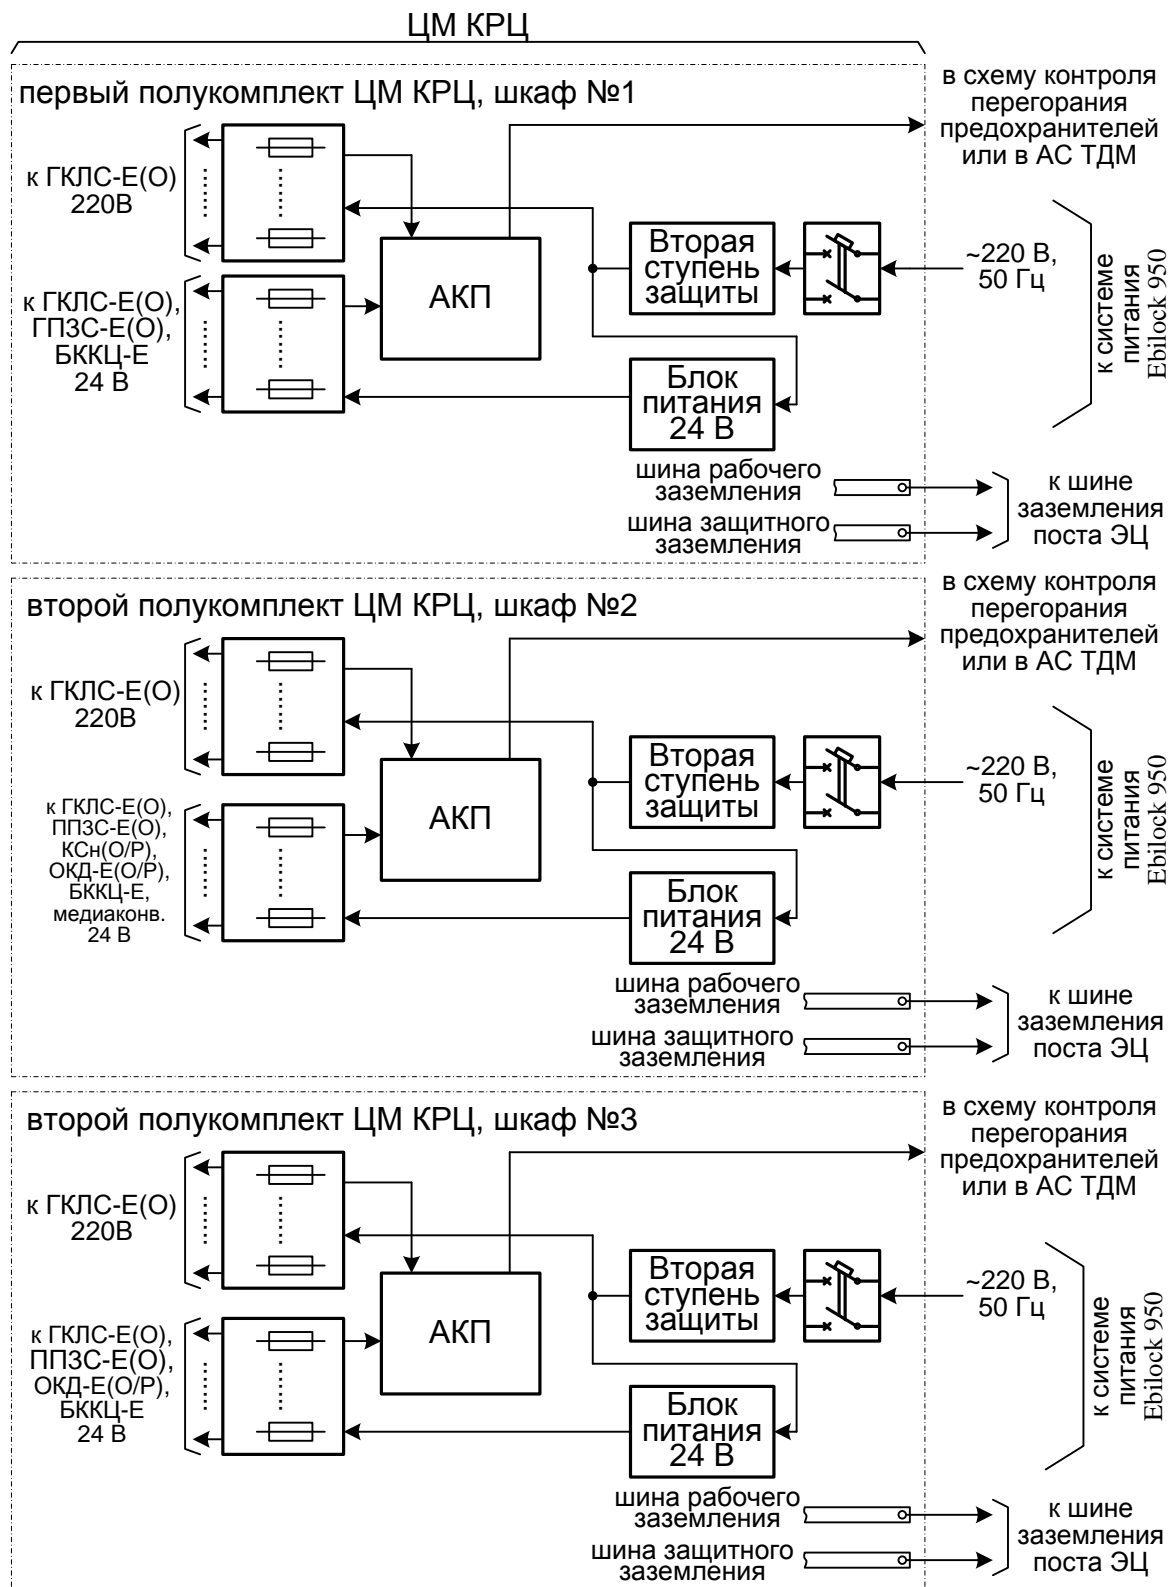 ЦМ КРЦ
первый полукомплект ЦМ КРЦ, шкаф №1
в схему контроля
перегорания
предохранителей
или в АС ТДМ
к ГКЛС-Е(О)
220В
к ГКЛС-Е(О),
ГПЗС-Е(О),
БККЦ-Е
24 В
АКП
Вторая
ступень
защиты
~220 В,
50 Гц
к системе
питания
Ebilock 950
Блок
питания
24 В
шина рабочего
заземления
шина защитного
заземления
к шине
заземления
поста ЭЦ
второй полукомплект ЦМ КРЦ, шкаф №2
в схему контроля
перегорания
предохранителей
или в АС ТДМ
к ГКЛС-Е(О)
220В
к ГКЛС-Е(О),
ПП3С-Е(О),
КСн(О/Р),
ОКД-Е(О/Р),
БККЦ-Е,
медиаконв.
24 В
АКП
Вторая
ступень
защиты
~220 В,
50 Гц
к системе
питания
Ebilock 950
Блок
питания
24 В
шина рабочего
заземления
шина защитного
заземления
к шине
заземления
поста ЭЦ
второй полукомплект ЦМ КРЦ, шкаф №3
в схему контроля
перегорания
предохранителей
или в АС ТДМ
к ГКЛС-Е(О)
220В
к ГКЛС-Е(О),
ПП3С-Е(О),
ОКД-Е(О/Р),
БККЦ-Е
24 В
АКП
Вторая
ступень
защиты
~220 В,
50 Гц
к системе
питания
Ebilock 950
Блок
питания
24 В
шина рабочего
заземления
шина защитного
заземления
к шине
заземления
поста ЭЦ